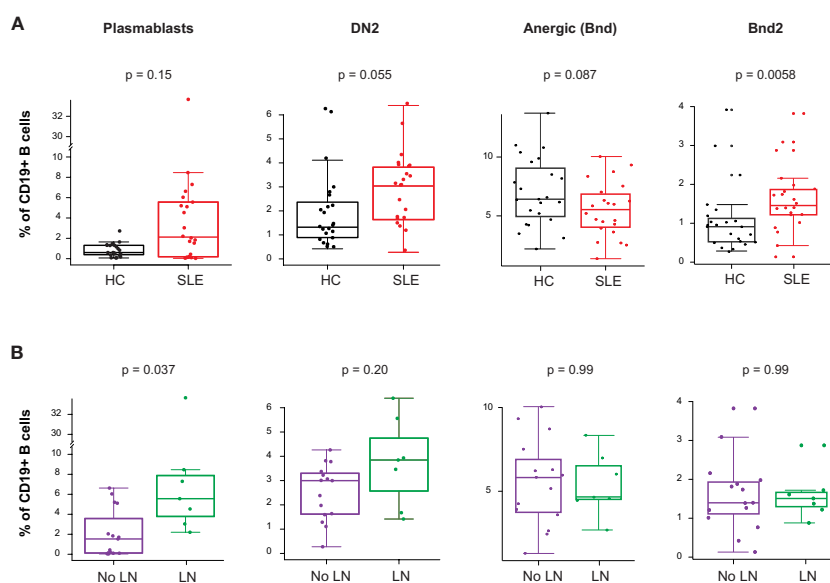 A
Plasmablasts DN2 Anergic (Bnd) Bnd2
p = 0.15 p = 0.055 p = 0.087 p = 0.0058
% of CD19+ B cells
32
30
10
8
6
4
2
0
HC SLE
6
5
4
3
2
1
0
HC SLE
10
5
HC SLE
4
3
2
1
0
HC SLE
B
p = 0.037 p = 0.20 p = 0.99 p = 0.99
% of CD19+ B cells
32
30
10
8
6
4
2
0
No LN LN
6
5
4
3
2
1
0
No LN LN
10
5
No LN LN
4
3
2
1
0
No LN LN